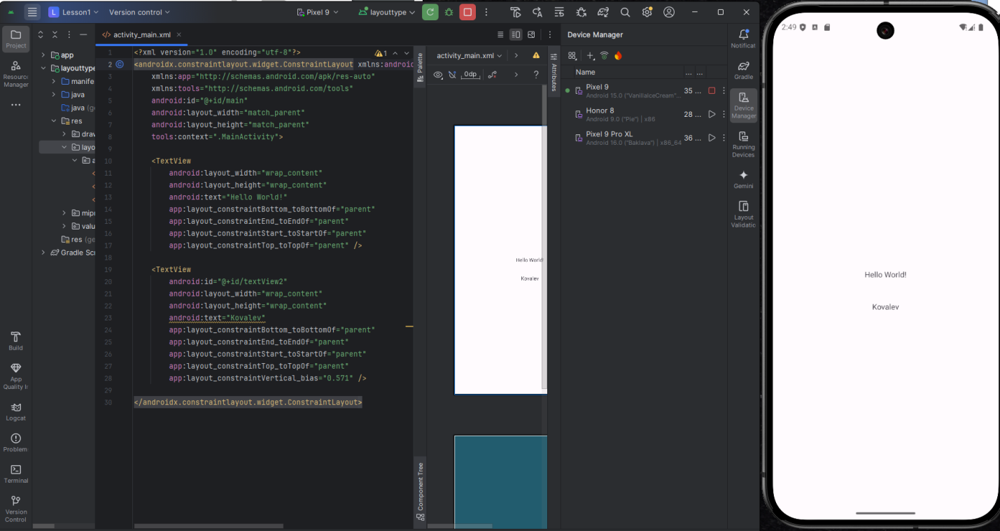 L Lesson1 Version control Pixel 9 layouttype
Project
Resourc
Manager
Build
App
Quality I
Logcat
Problem
Terminal
Version
Control
app
layouttype
manife
java
java (ge
res
drav
layo
a
mipr
valu
res (ge
Gradle Scr
</> activity_main.xml
1 <?xml version="1.0" encoding="utf-8"?>
2 <androidx.constraintlayout.widget.ConstraintLayout xmlns:android
3 xmlns:app="http://schemas.android.com/apk/res-auto"
4 xmlns:tools="http://schemas.android.com/tools"
5 android:id="@+id/main"
6 android:layout_width="match_parent"
7 android:layout_height="match_parent"
8 tools:context=".MainActivity">
9
10 <TextView
11 android:layout_width="wrap_content"
12 android:layout_height="wrap_content"
13 android:text="Hello World!"
14 app:layout_constraintBottom_toBottomOf="parent"
15 app:layout_constraintEnd_toEndOf="parent"
16 app:layout_constraintStart_toStartOf="parent"
17 app:layout_constraintTop_toTopOf="parent" />
18
19 <TextView
20 android:id="@+id/textView2"
21 android:layout_width="wrap_content"
22 android:layout_height="wrap_content"
23 android:text="Kovalev"
24 app:layout_constraintBottom_toBottomOf="parent"
25 app:layout_constraintEnd_toEndOf="parent"
26 app:layout_constraintStart_toStartOf="parent"
27 app:layout_constraintTop_toTopOf="parent"
28 app:layout_constraintVertical_bias="0.571" />
29
30 </androidx.constraintlayout.widget.ConstraintLayout>
1
Palette
Component Tree
activity_main.xml
0dp ?
Hello World!
Kovalev
Attributes
Device Manager
Name ... ...
Pixel 9 35 ...
Android 15.0 ("VanillaIceCream"...
Honor 8 28 ...
Android 9.0 ("Pie") | x86
Pixel 9 Pro XL 36 ...
Android 16.0 ("Baklava") | x86_64
Notificat
Gradle
Device
Manager
Running
Devices
Gemini
Layout
Validatic
2:49
Hello World!
Kovalev